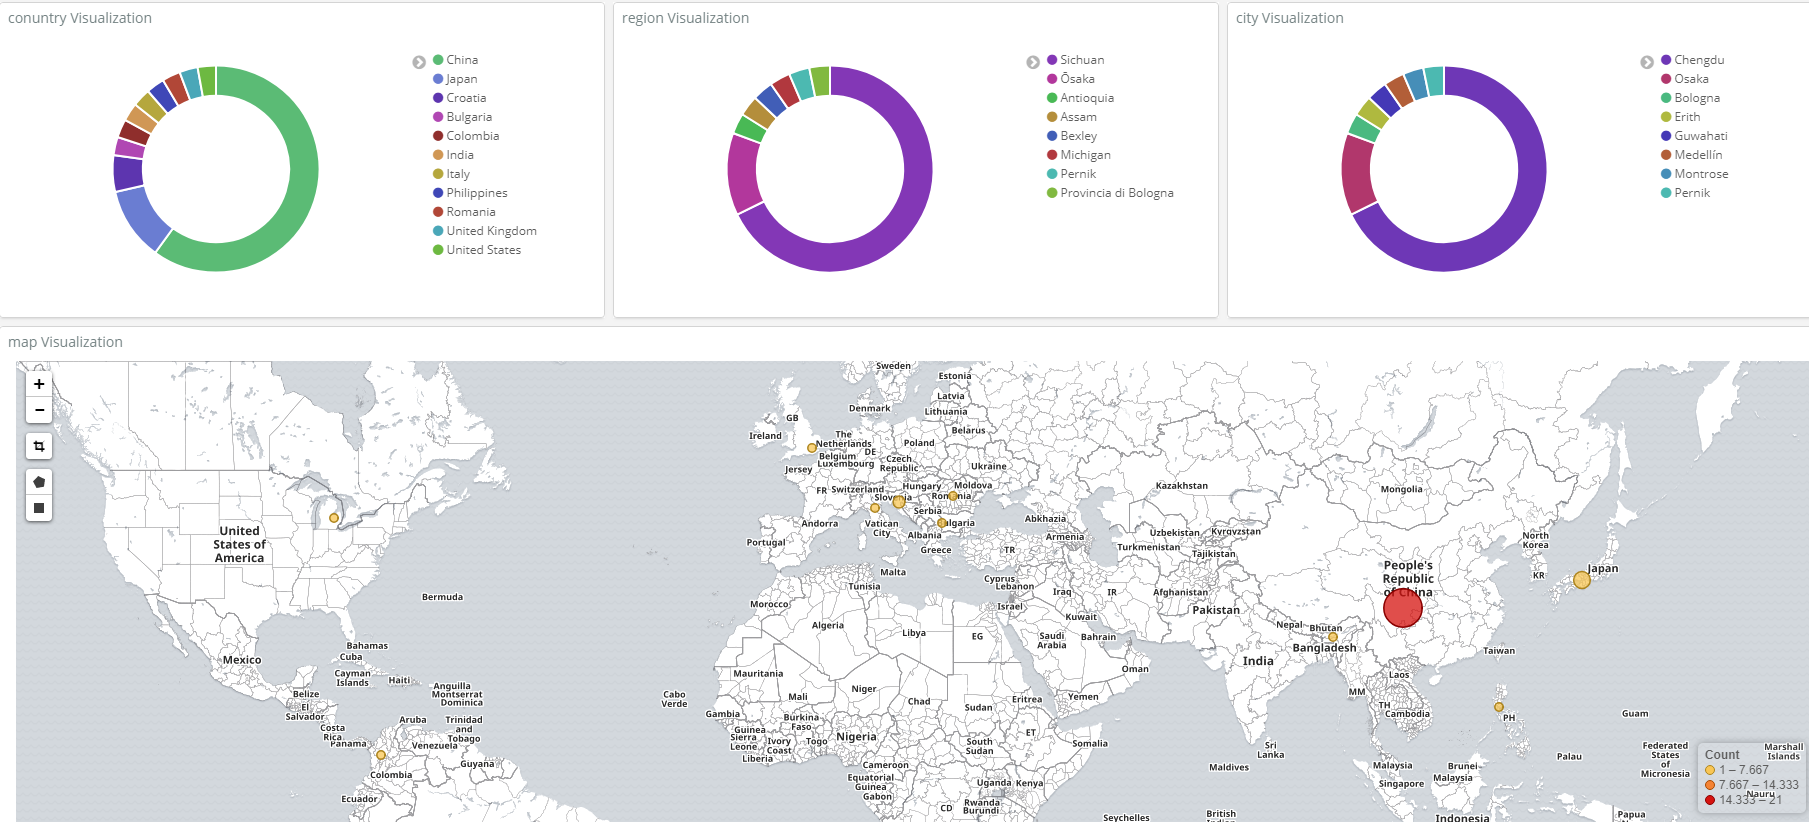 conuntry Visualization
China
Japan
Croatia
Bulgaria
Colombia
India
Italy
Philippines
Romania
United Kingdom
United States
region Visualization
Sichuan
Ōsaka
Antioquia
Assam
Bexley
Michigan
Pernik
Provincia di Bologna
city Visualization
Chengdu
Osaka
Bologna
Erith
Guwahati
Medellín
Montrose
Pernik
map Visualization
+
−
Sweden
Estonia
Latvia
Lithuania
Denmark
GB
Ireland
The
Netherlands
Belarus
Poland
DE
Belgium
Luxembourg
Czech
Republic
Jersey
Ukraine
FR
Switzerland
Hungary
Moldova
Slovenia
Romania
Serbia
Bulgaria
Andorra
Vatican
City
Albania
Abkhazia
Armenia
Portugal
Greece
TR
Malta
Tunisia
Cyprus
Lebanon
Israel
Iraq
IR
Kuwait
Kazakhstan
Mongolia
Uzbekistan
Kyrgyzstan
Turkmenistan
Tajikistan
Afghanistan
Pakistan
North
Korea
KR
Japan
People's
Republic
of China
United
States of
America
Bermuda
Morocco
Algeria
Libya
EG
Saudi
Arabia
Bahrain
Nepal
Bhutan
Bangladesh
India
Taiwan
Oman
Mexico
Bahamas
Cuba
Cayman
Islands
Haiti
Anguilla
Montserrat
Dominica
Belize
El
Salvador
Costa
Rica
Panama
Aruba
Trinidad
and
Tobago
Venezuela
Guyana
Colombia
Ecuador
Cabo
Verde
Mauritania
Mali
Niger
Chad
Sudan
Eritrea
Yemen
Gambia
Guinea
Sierra
Leone
Liberia
Ivory
Coast
Burkina
Faso
Togo
Nigeria
Cameroon
Equatorial
Guinea
Gabon
South
Sudan
ET
Somalia
Uganda
Kenya
CD
Rwanda
Burundi
Seychelles
Maldives
Sri
Lanka
British
MM
Laos
TH
Cambodia
PH
Guam
Palau
Malaysia
Singapore
Brunei
Malaysia
Indonesia
Federated
States
of
Micronesia
Marshall
Islands
Nauru
Papua
Count
1 – 7.667
7.667 – 14.333
14.333 – 21